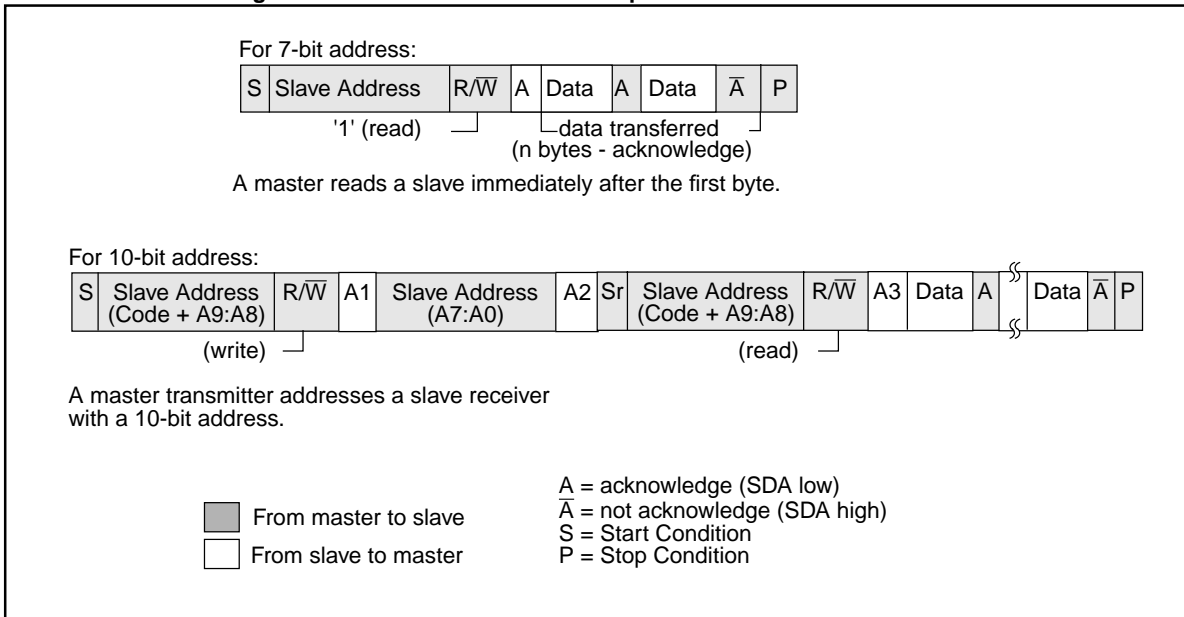 For 7-bit address:
S Slave Address R/W̅ A Data A Data A̅ P
'1' (read) data transferred
(n bytes - acknowledge)
A master reads a slave immediately after the first byte.
For 10-bit address:
S Slave Address (Code + A9:A8) R/W̅ A1 Slave Address (A7:A0) A2 Sr Slave Address (Code + A9:A8) R/W̅ A3 Data A Data A̅ P
(write) (read)
A master transmitter addresses a slave receiver
with a 10-bit address.
From master to slave
From slave to master
A = acknowledge (SDA low)
A̅ = not acknowledge (SDA high)
S = Start Condition
P = Stop Condition